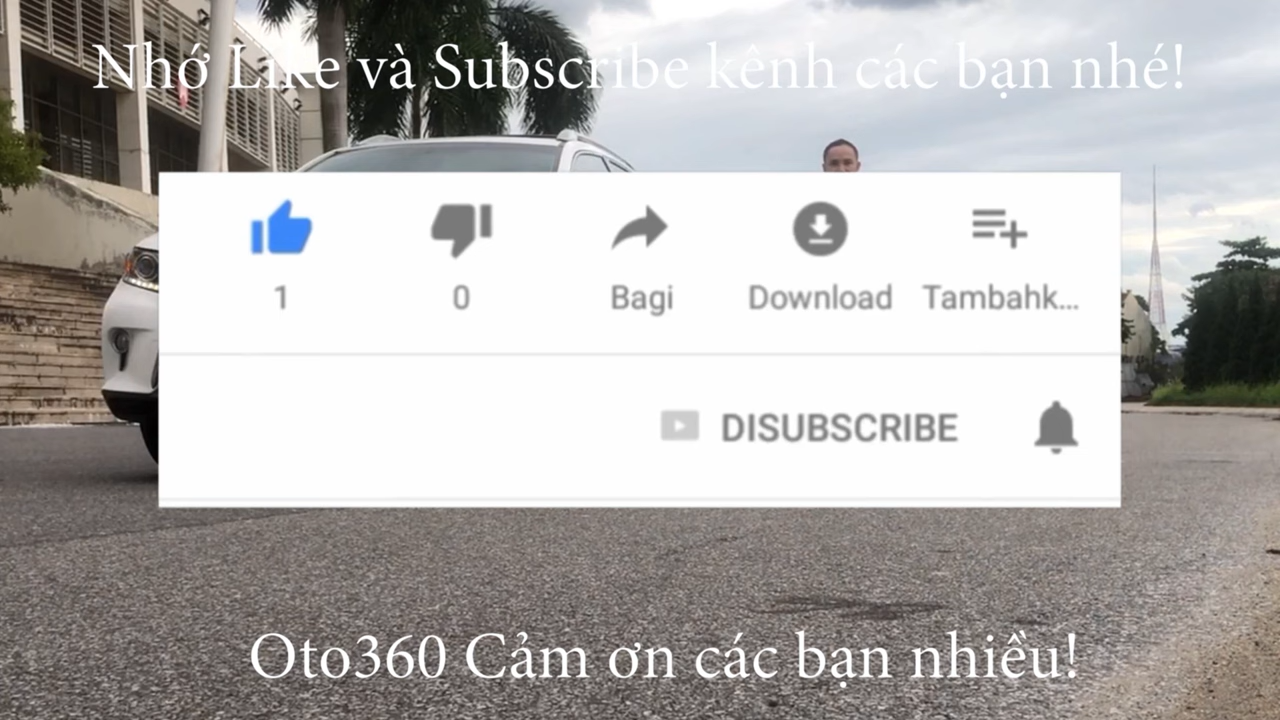 Nhớ Like và Subscribe kênh các bạn nhé!
1 0 Bagi Download Tambahk...
DISUBSCRIBE
Oto360 Cảm ơn các bạn nhiều!